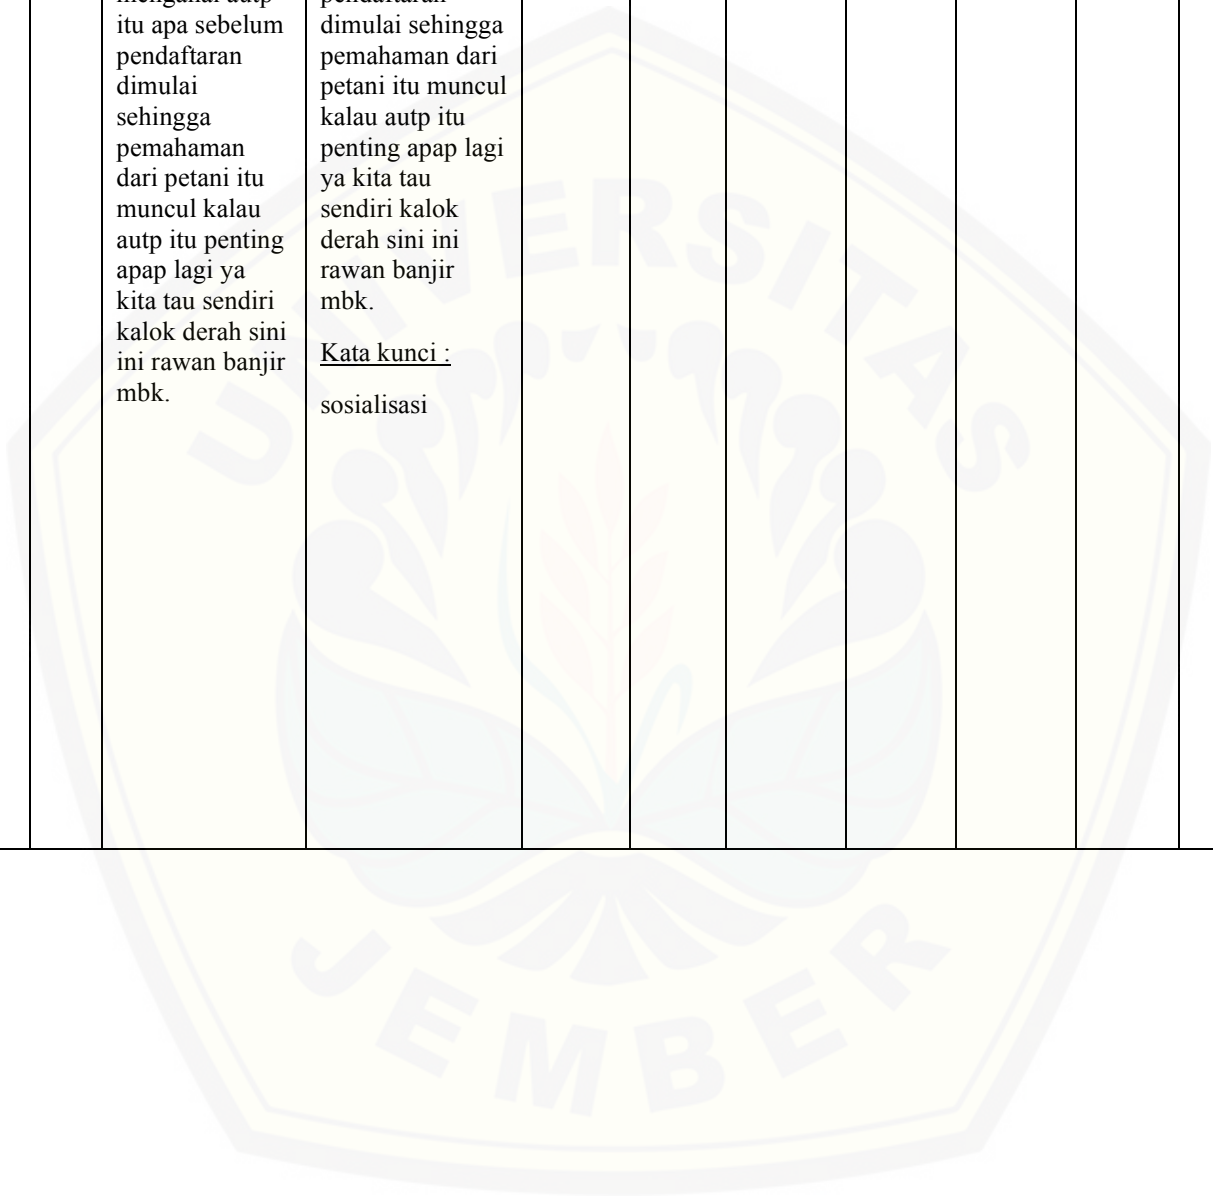 itu apa sebelum
pendaftaran
dimulai
sehingga
pemahaman
dari petani itu
muncul kalau
autp itu penting
apap lagi ya
kita tau sendiri
kalok derah sini
ini rawan banjir
mbk.
dimulai sehingga
pemahaman dari
petani itu muncul
kalau autp itu
penting apap lagi
ya kita tau
sendiri kalok
derah sini ini
rawan banjir
mbk.
Kata kunci :
sosialisasi
UNIVERSITAS
JEMBER